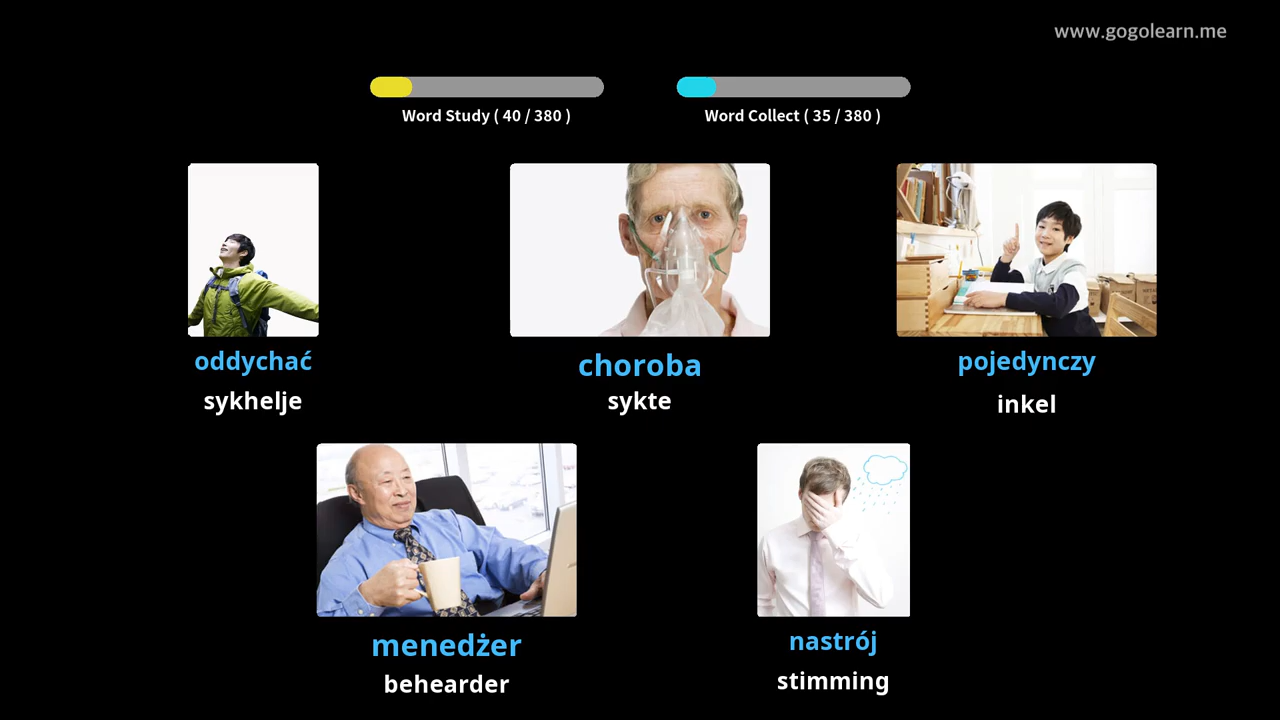 www.gogolearn.me
Word Study ( 40 / 380 )
Word Collect ( 35 / 380 )
oddychać
sykhelje
choroba
sykte
pojedynczy
inkel
menedżer
behearder
nastrój
stimming